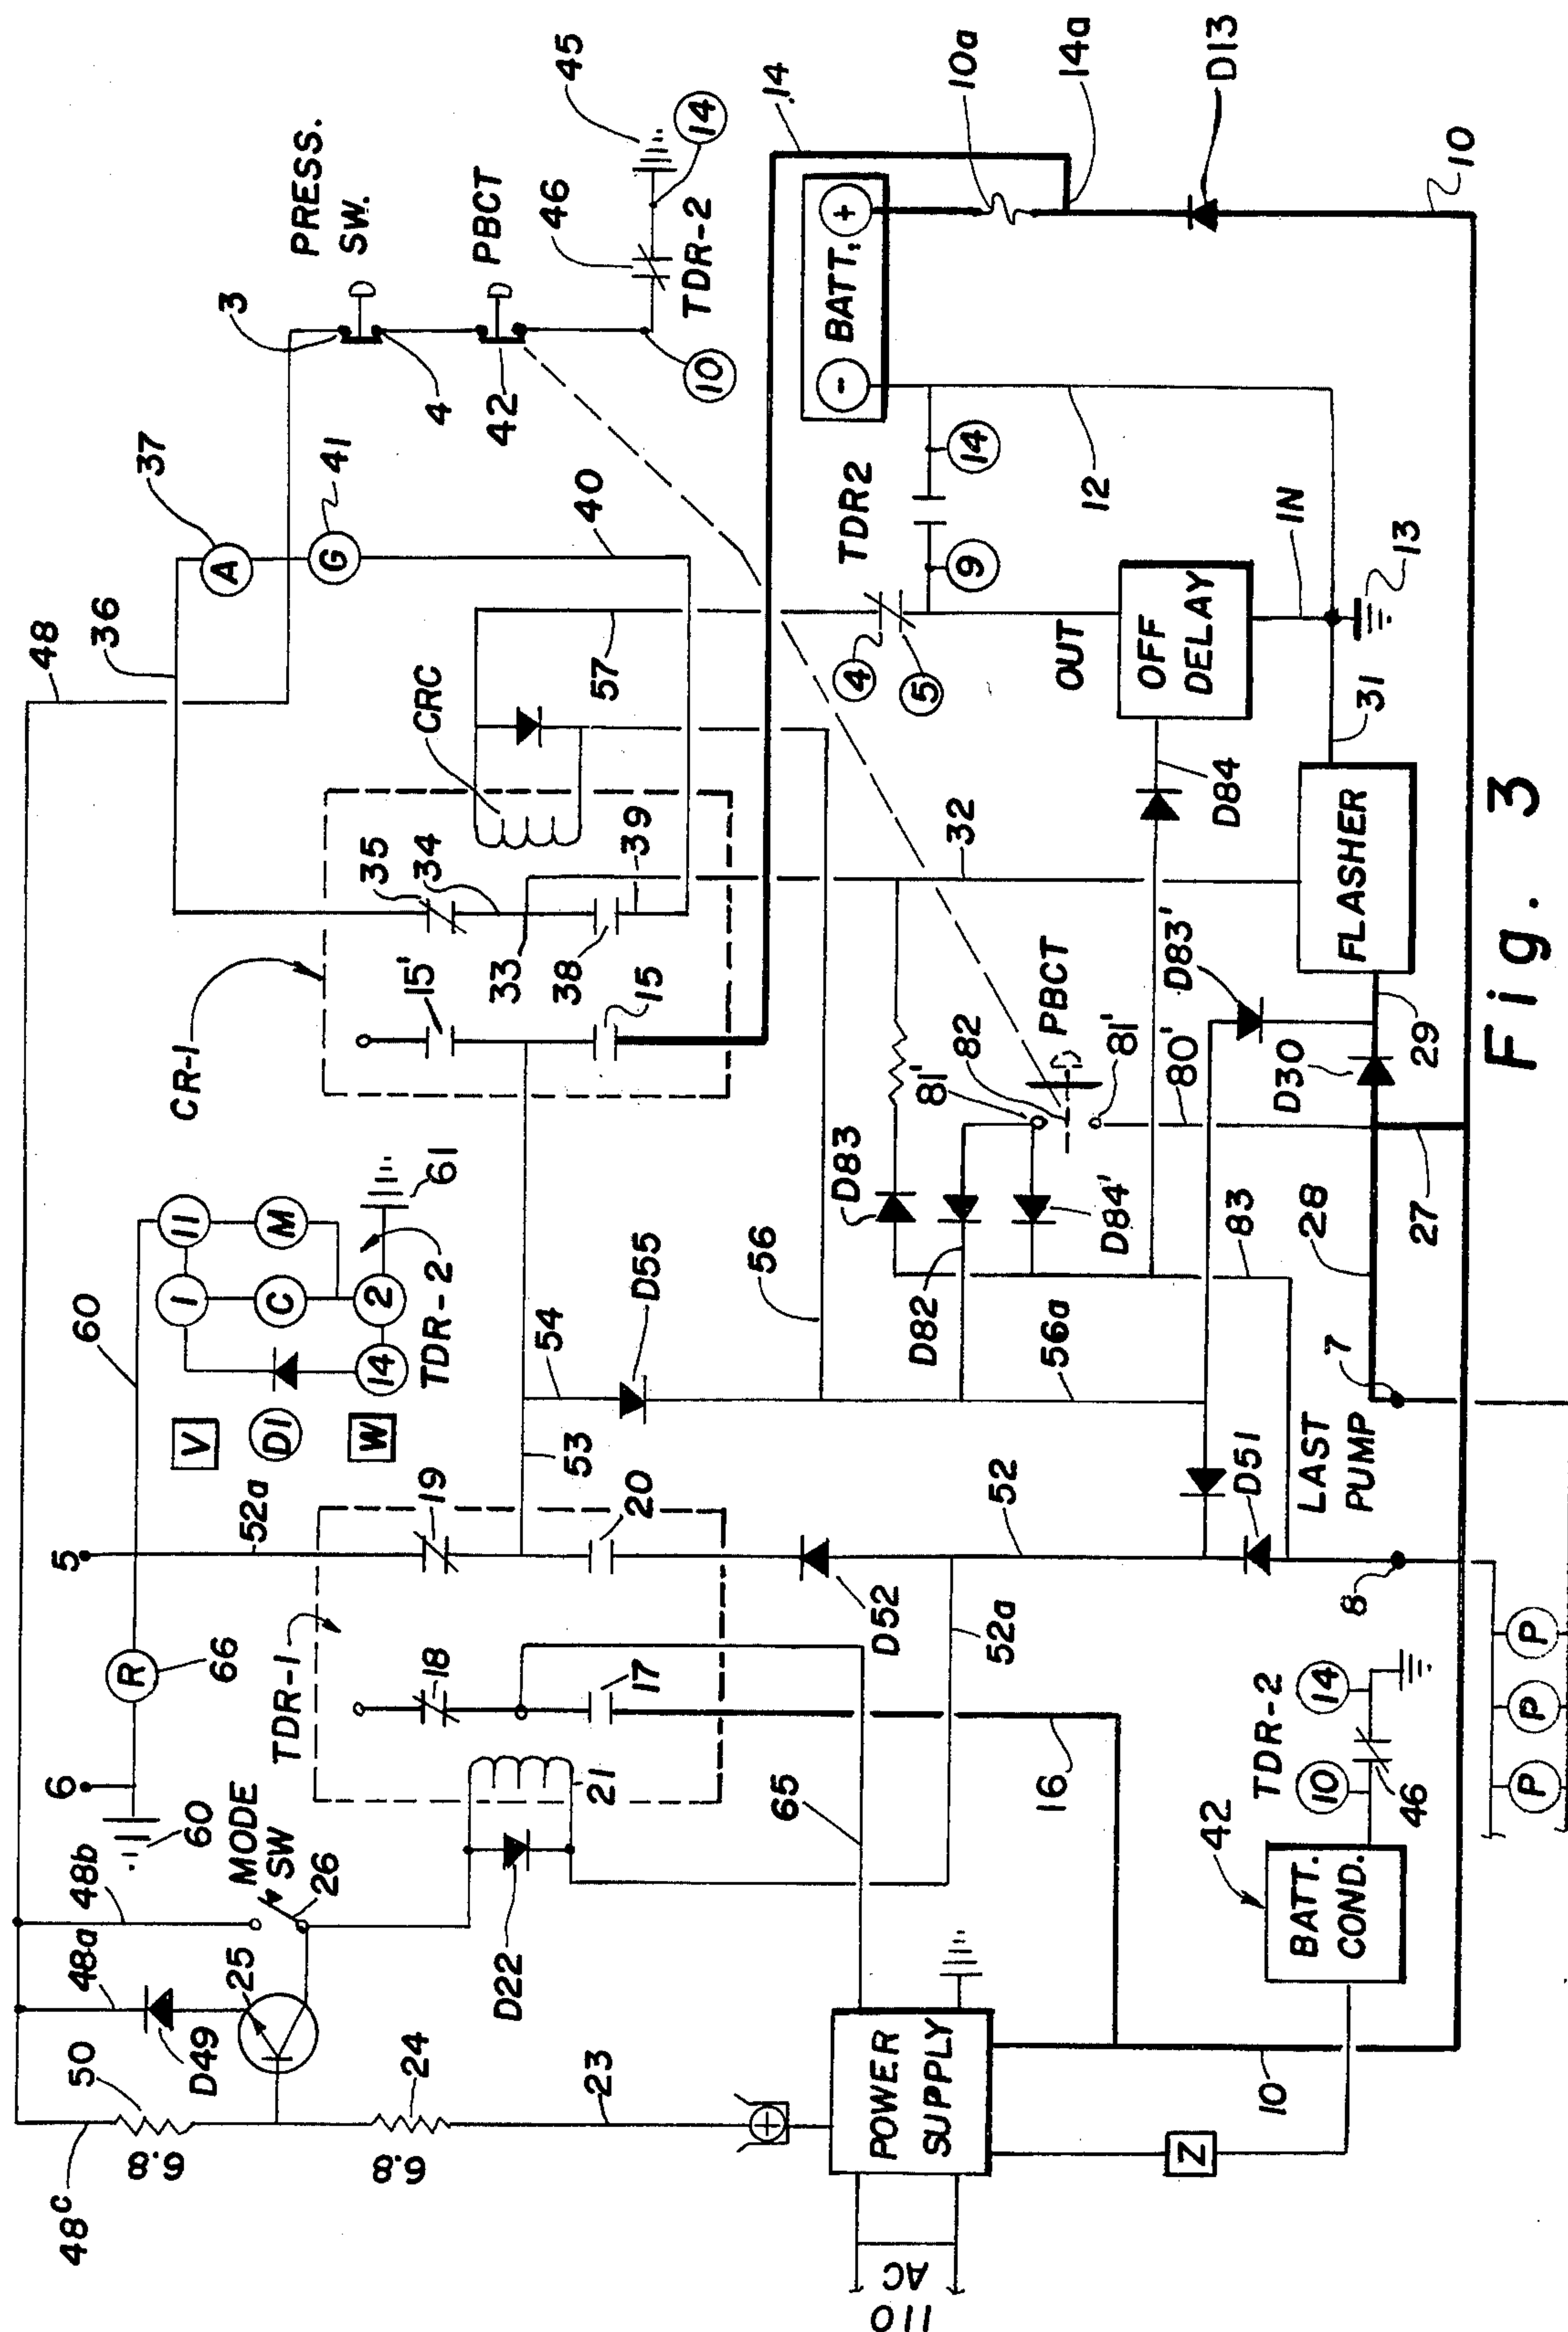 48
36
37
A
G
41
3
PRESS.
SW.
4
42
PBCT
10
46
TDR-2
14
45
5
6
60
R
66
52a
60
V
D1
W
I
II
C
M
14
2
TDR-2
61
48c
50
6.8
48a
D49
25
48b
MODE
SW
26
24
6.8
23
TDR-1
18
19
17
20
21
D22
CR-1
15'
35
34
33
38
15
39
CRC
40
57
53
54
D55
56
14
65
16
D52
52a
52
110
AC
POWER
SUPPLY
BATT.
-
+
10a
14a
D13
TDR2
4
5
9
14
12
D83
D82
56a
82
81'
PBCT
81'
80'
D84'
83
32
OUT
OFF
DELAY
IN
D84
13
31
D83'
D30
29
FLASHER
27
28
7
LAST
PUMP
D51
8
Z
10
42
BATT.
COND.
TDR-2
10
14
46
P
P
P
10
Fig. 3